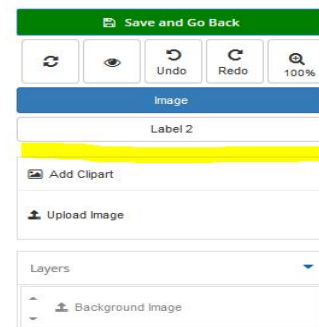 Save and Go Back
Undo Redo 100%
Image
Label 2
Add Clipart
Upload Image
Layers
Background Image